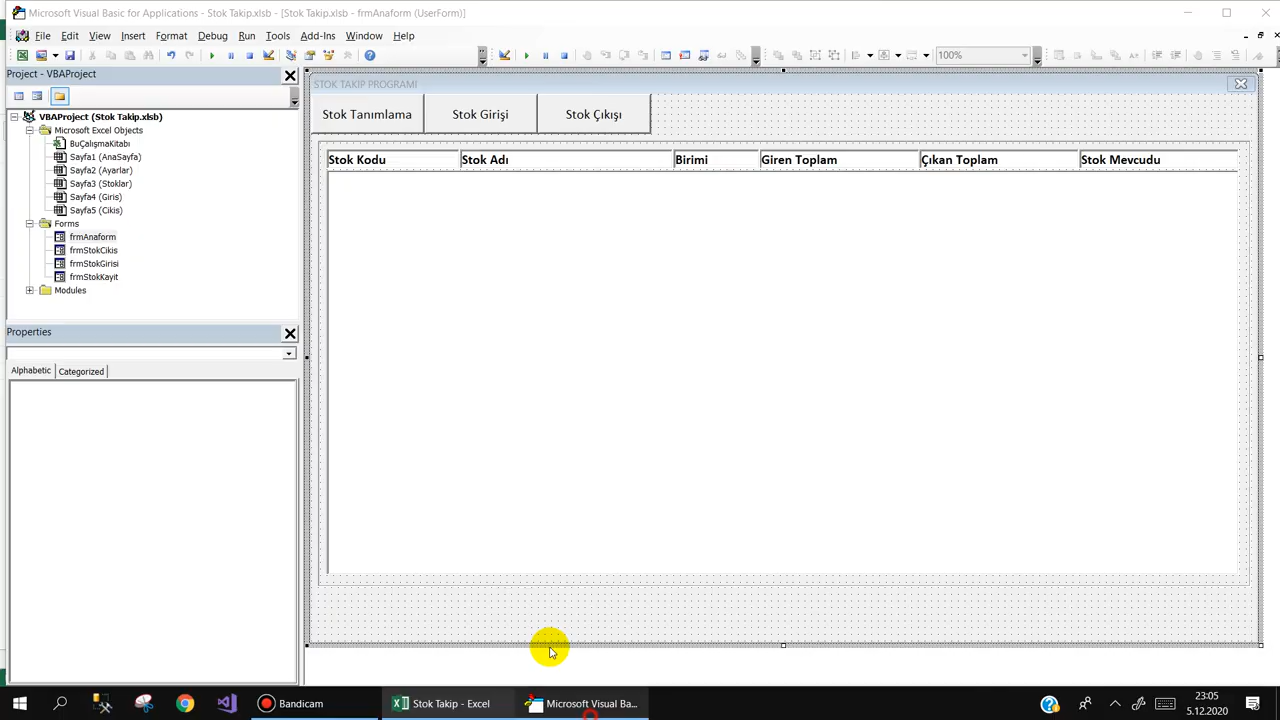 Microsoft Visual Basic for Applications - Stok Takip.xlsb - [Stok Takip.xlsb - frmAnaform (UserForm)]
File Edit View Insert Format Debug Run Tools Add-Ins Window Help
100%
Project - VBAProject
VBAProject (Stok Takip.xlsb)
Microsoft Excel Objects
BuÇalışmaKitabı
Sayfa1 (AnaSayfa)
Sayfa2 (Ayarlar)
Sayfa3 (Stoklar)
Sayfa4 (Giris)
Sayfa5 (Cikis)
Forms
frmAnaform
frmStokCikis
frmStokGirisi
frmStokKayit
Modules
Properties
Alphabetic Categorized
STOK TAKİP PROGRAMI
Stok Tanımlama Stok Girişi Stok Çıkışı
Stok Kodu Stok Adı Birimi Giren Toplam Çıkan Toplam Stok Mevcudu
Bandicam Stok Takip - Excel Microsoft Visual Ba...
23:05
5.12.2020